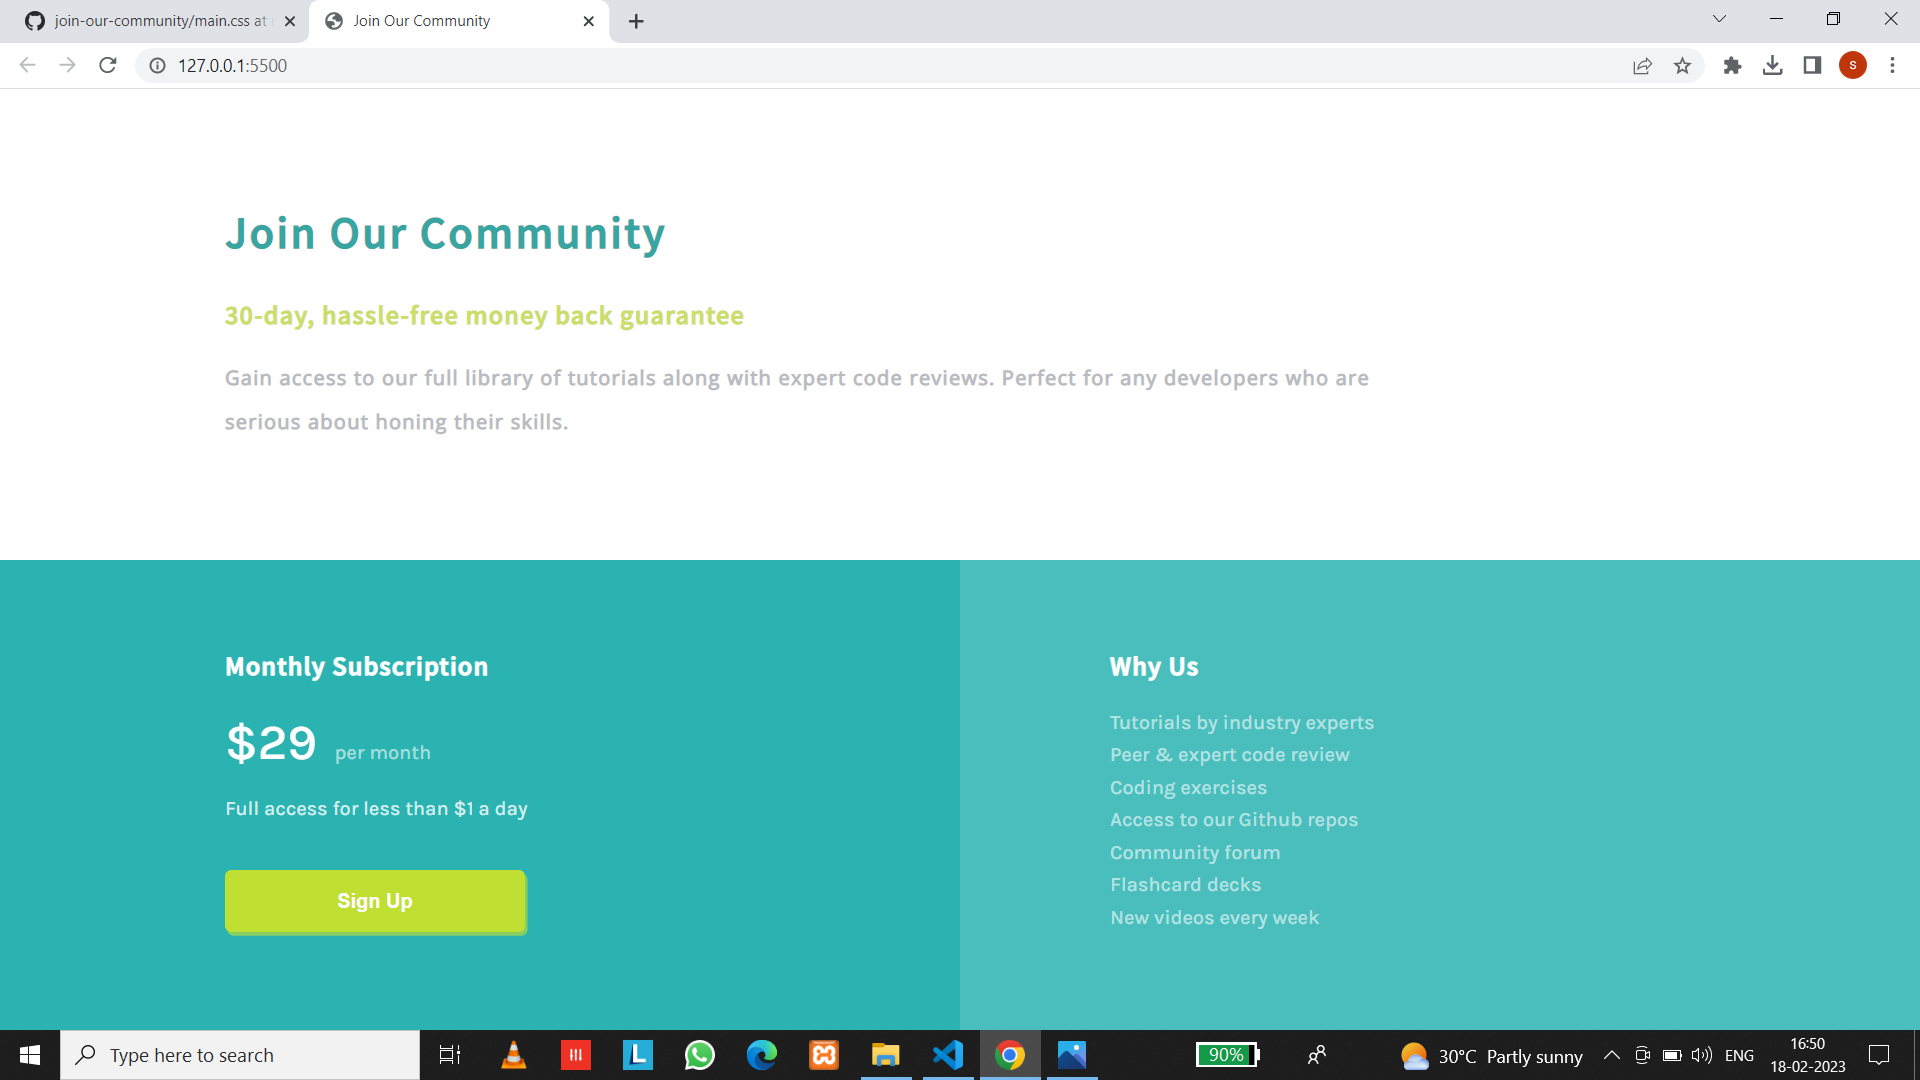 join-our-community/main.css at
Join Our Community
127.0.0.1:5500
s
Join Our Community
30-day, hassle-free money back guarantee
Gain access to our full library of tutorials along with expert code reviews. Perfect for any developers who are
serious about honing their skills.
Monthly Subscription
$29 per month
Full access for less than $1 a day
Sign Up
Why Us
Tutorials by industry experts
Peer & expert code review
Coding exercises
Access to our Github repos
Community forum
Flashcard decks
New videos every week
Type here to search
L
90%
30°C Partly sunny
ENG
16:50
18-02-2023